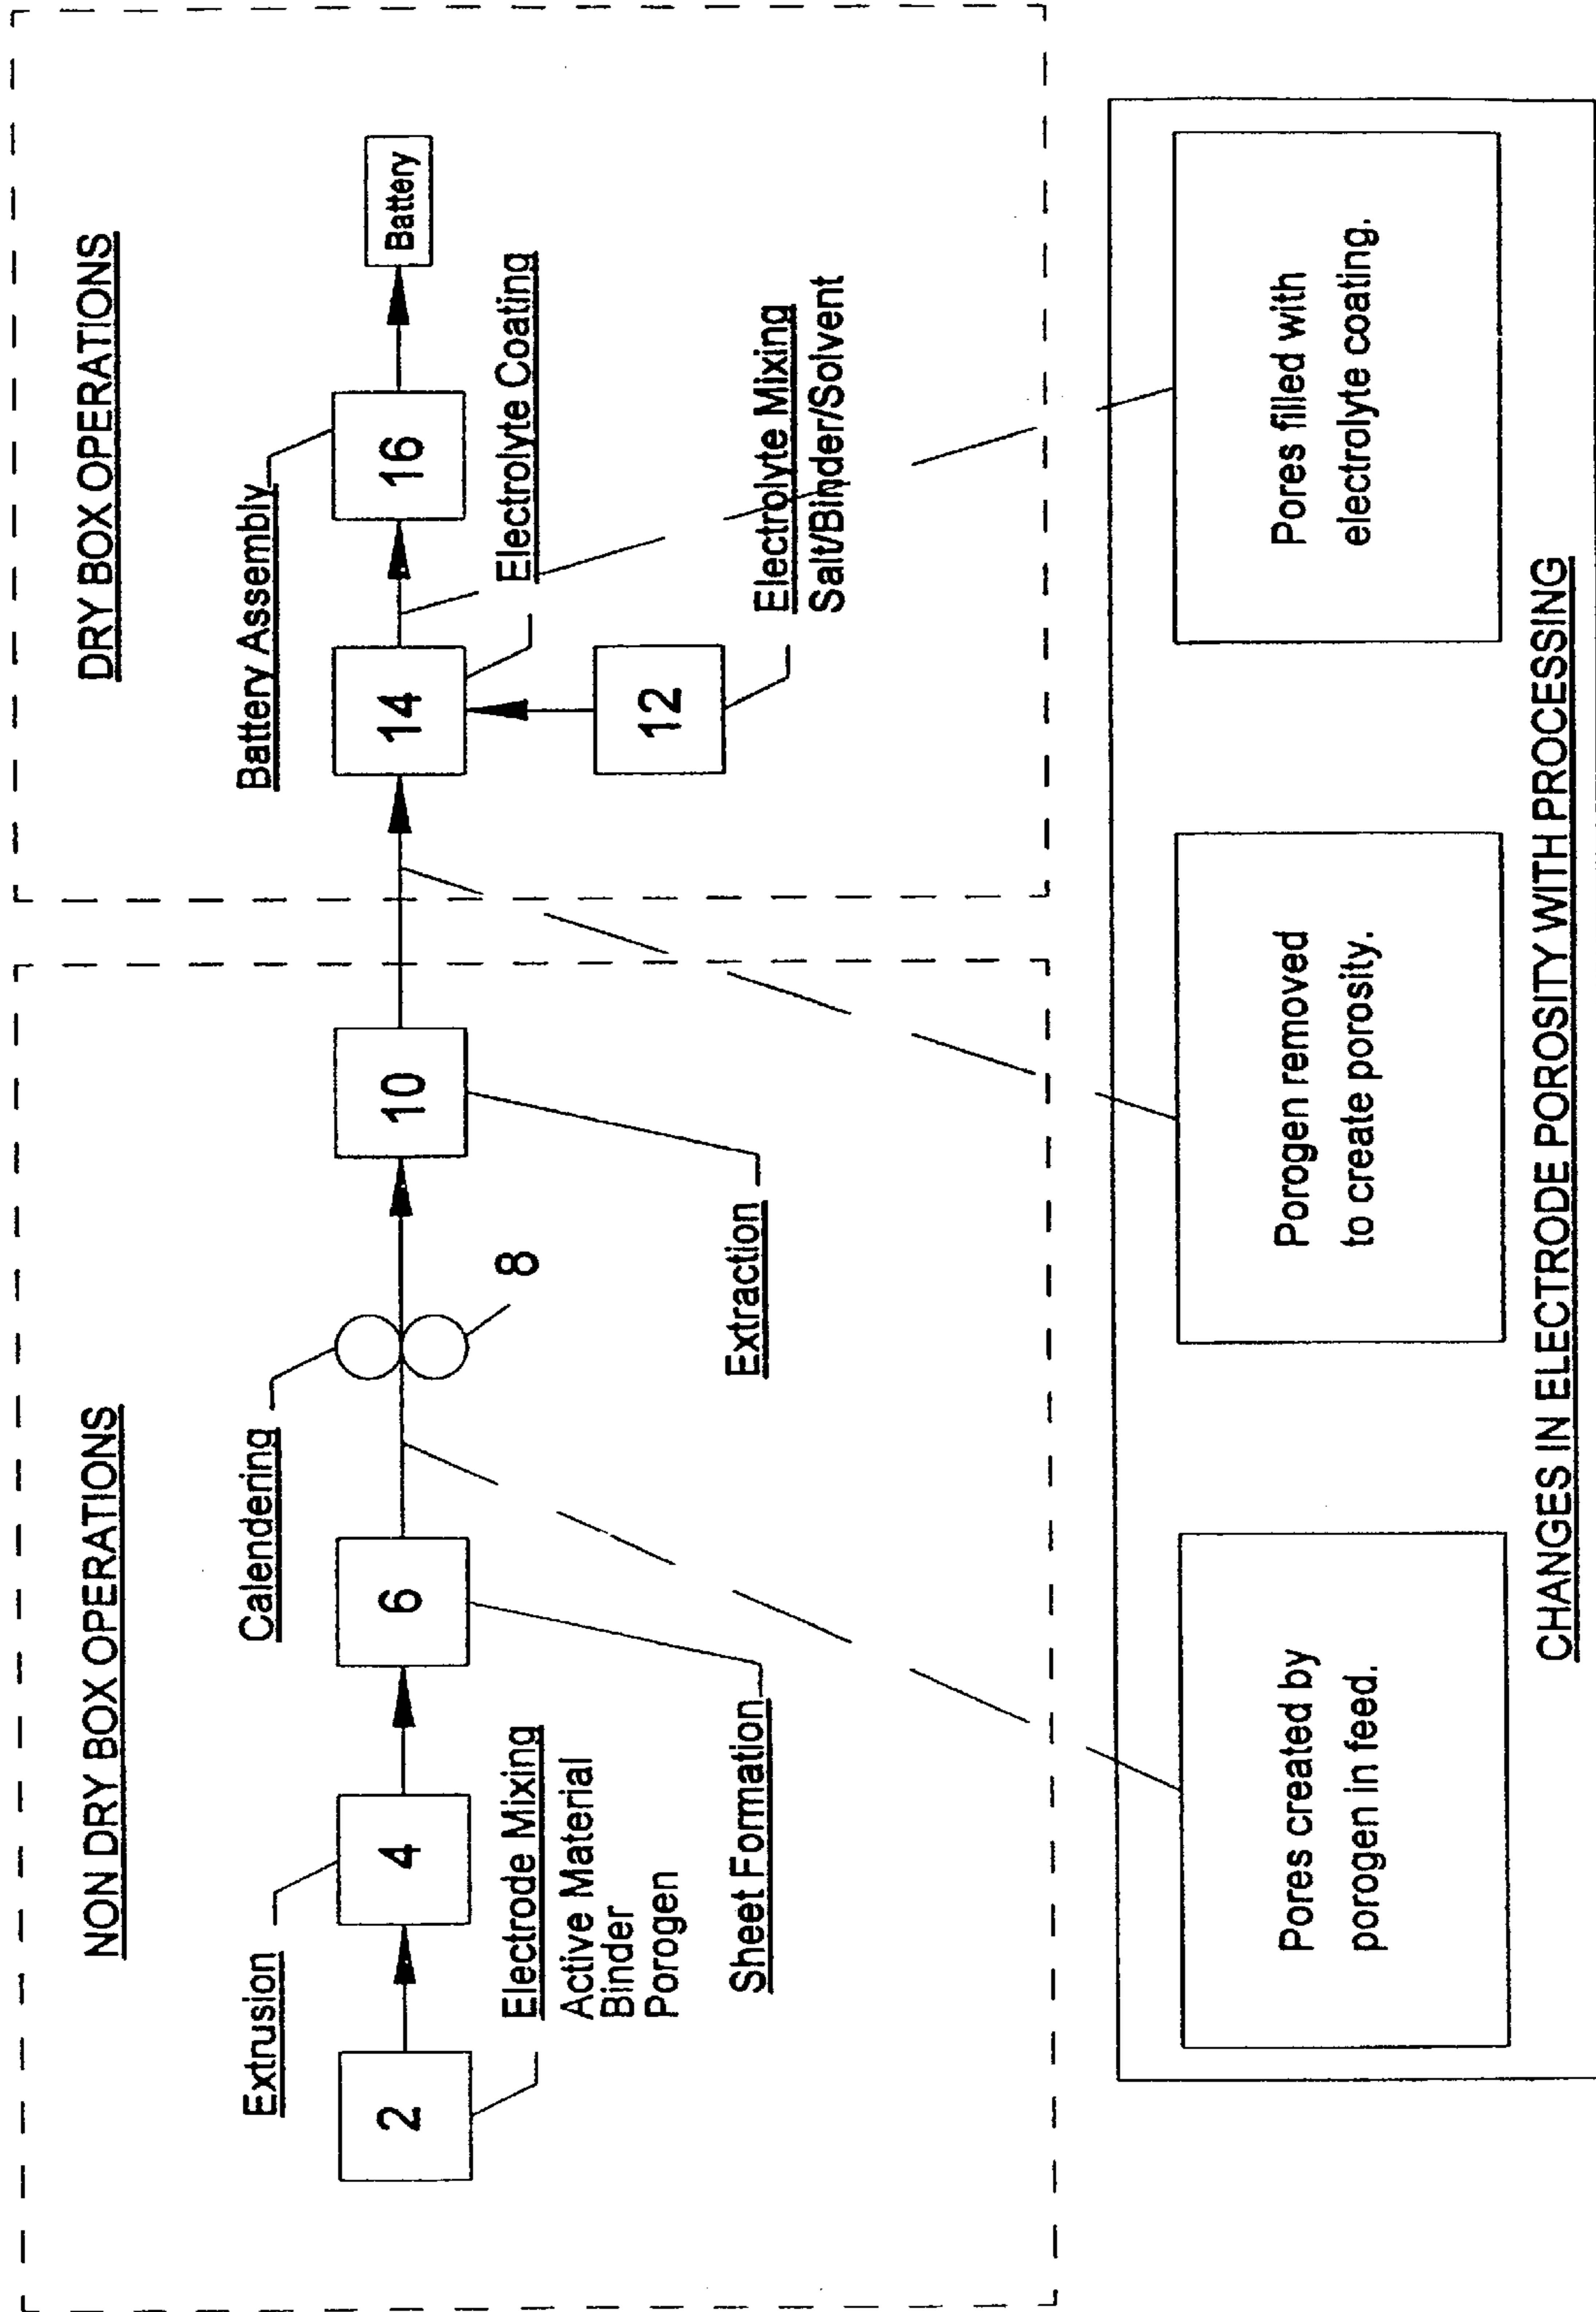 NON DRY BOX OPERATIONS
Extrusion
Calendering
2
4
6
8
10
Electrode Mixing
Active Material
Binder
Porogen
Sheet Formation
Extraction
DRY BOX OPERATIONS
Battery Assembly
14
16
Battery
Electrolyte Coating
12
Electrolyte Mixing
Salt/Binder/Solvent
Pores created by
porogen in feed.
Porogen removed
to create porosity.
Pores filled with
electrolyte coating.
CHANGES IN ELECTRODE POROSITY WITH PROCESSING